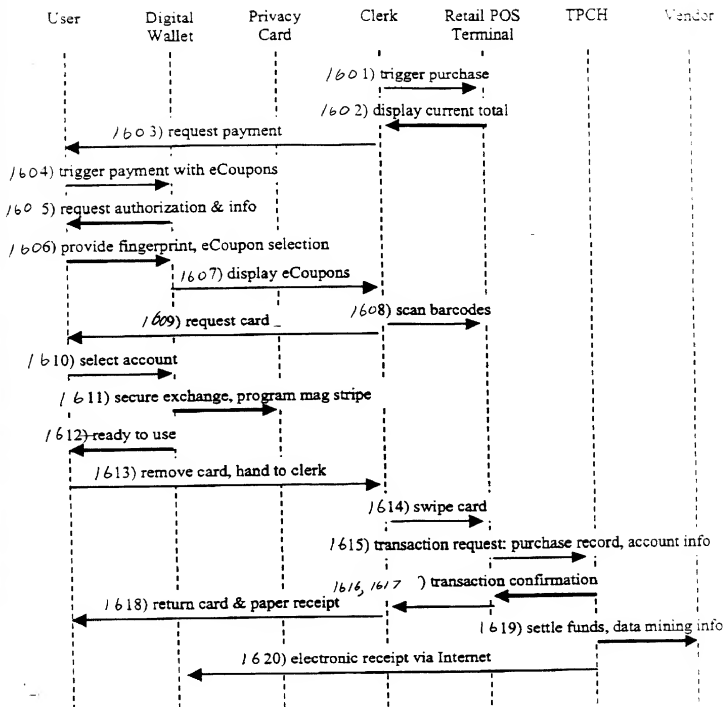 User Digital Wallet Privacy Card Clerk Retail POS Terminal TPCH Vendor
1601) trigger purchase
1602) display current total
1603) request payment
1604) trigger payment with eCoupons
1605) request authorization & info
1606) provide fingerprint, eCoupon selection
1607) display eCoupons
1608) scan barcodes
1609) request card
1610) select account
1611) secure exchange, program mag stripe
1612) ready to use
1613) remove card, hand to clerk
1614) swipe card
1615) transaction request: purchase record, account info
1616, 1617 ) transaction confirmation
1618) return card & paper receipt
1619) settle funds, data mining info
1620) electronic receipt via Internet